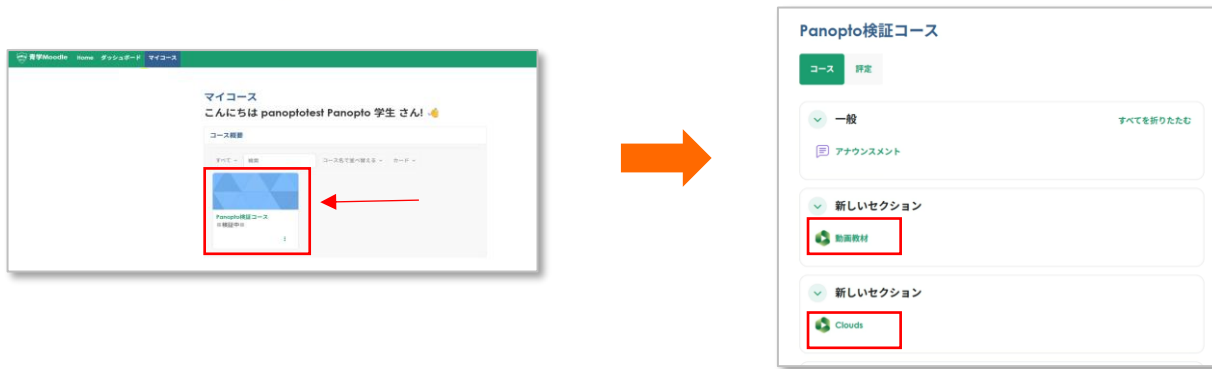 青学Moodle Home ダッシュボード マイコース
マイコース
こんにちは panoptotest Panopto 学生 さん!
コース概要
すべて 検索 コース名で並べ替える カード
Panopto検証コース
※検証中※
Panopto検証コース
コース 評定
一般 すべてを折りたたむ
アナウンスメント
新しいセクション
動画教材
新しいセクション
Clouds